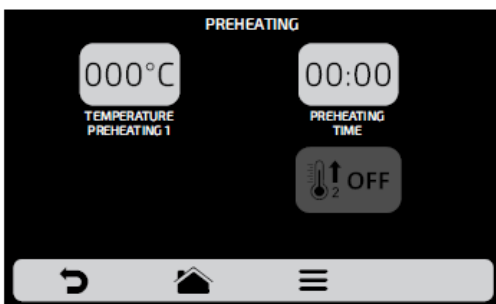 PREHEATING
000°C
00:00
TEMPERATURE
PREHEATING 1
PREHEATING
TIME
2 OFF